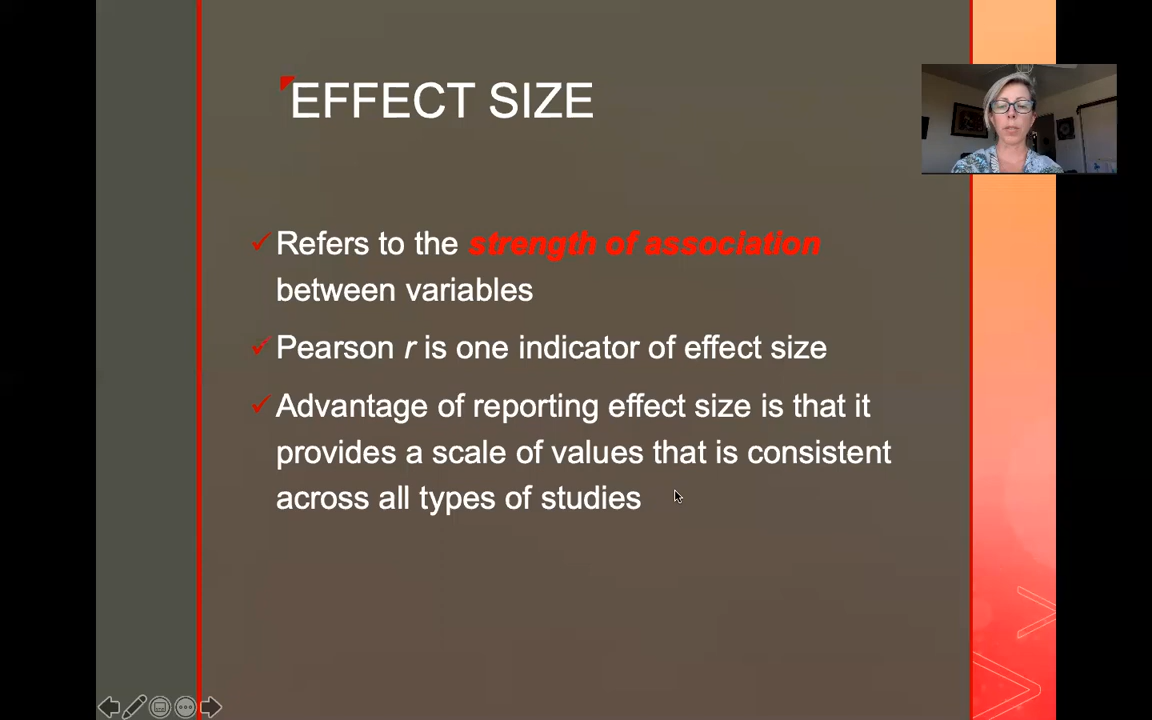 EFFECT SIZE
Refers to the strength of association
between variables
Pearson r is one indicator of effect size
Advantage of reporting effect size is that it
provides a scale of values that is consistent
across all types of studies